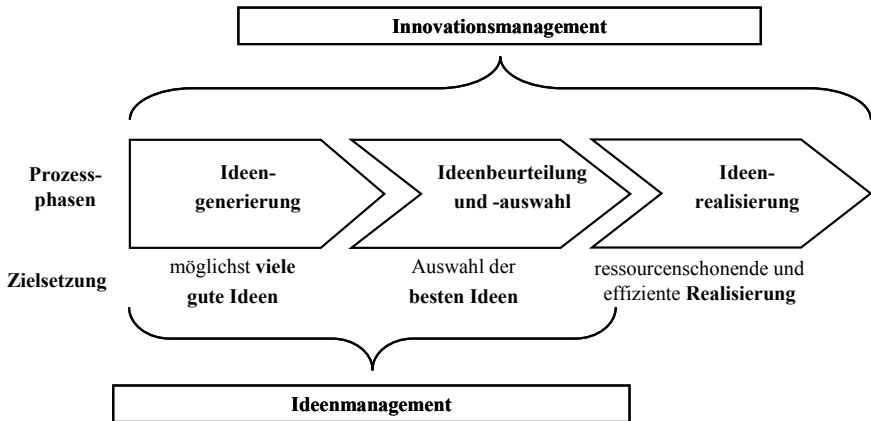 Innovationsmanagement
Prozess-
phasen
Ideen-
generierung
Ideenbeurteilung
und -auswahl
Ideen-
realisierung
Zielsetzung
möglichst viele
gute Ideen
Auswahl der
besten Ideen
ressourcenschonende und
effiziente Realisierung
Ideenmanagement